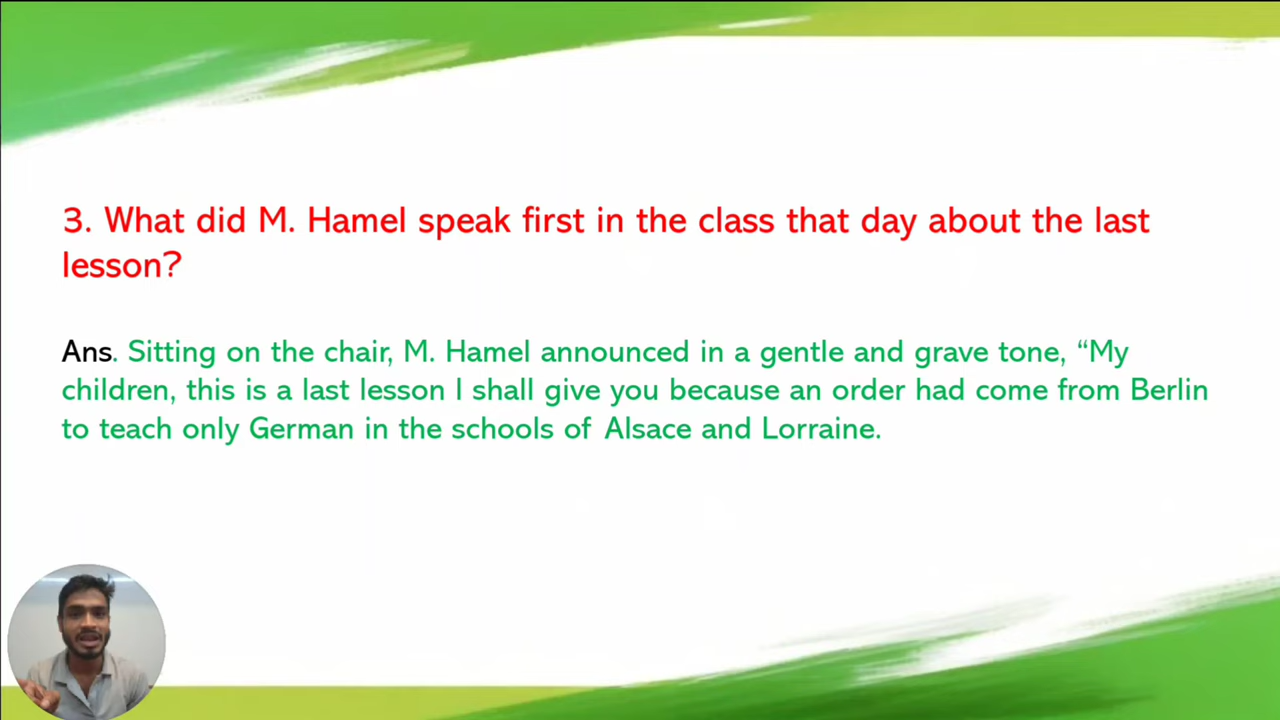 3. What did M. Hamel speak first in the class that day about the last
lesson?
Ans. Sitting on the chair, M. Hamel announced in a gentle and grave tone, “My
children, this is a last lesson I shall give you because an order had come from Berlin
to teach only German in the schools of Alsace and Lorraine.